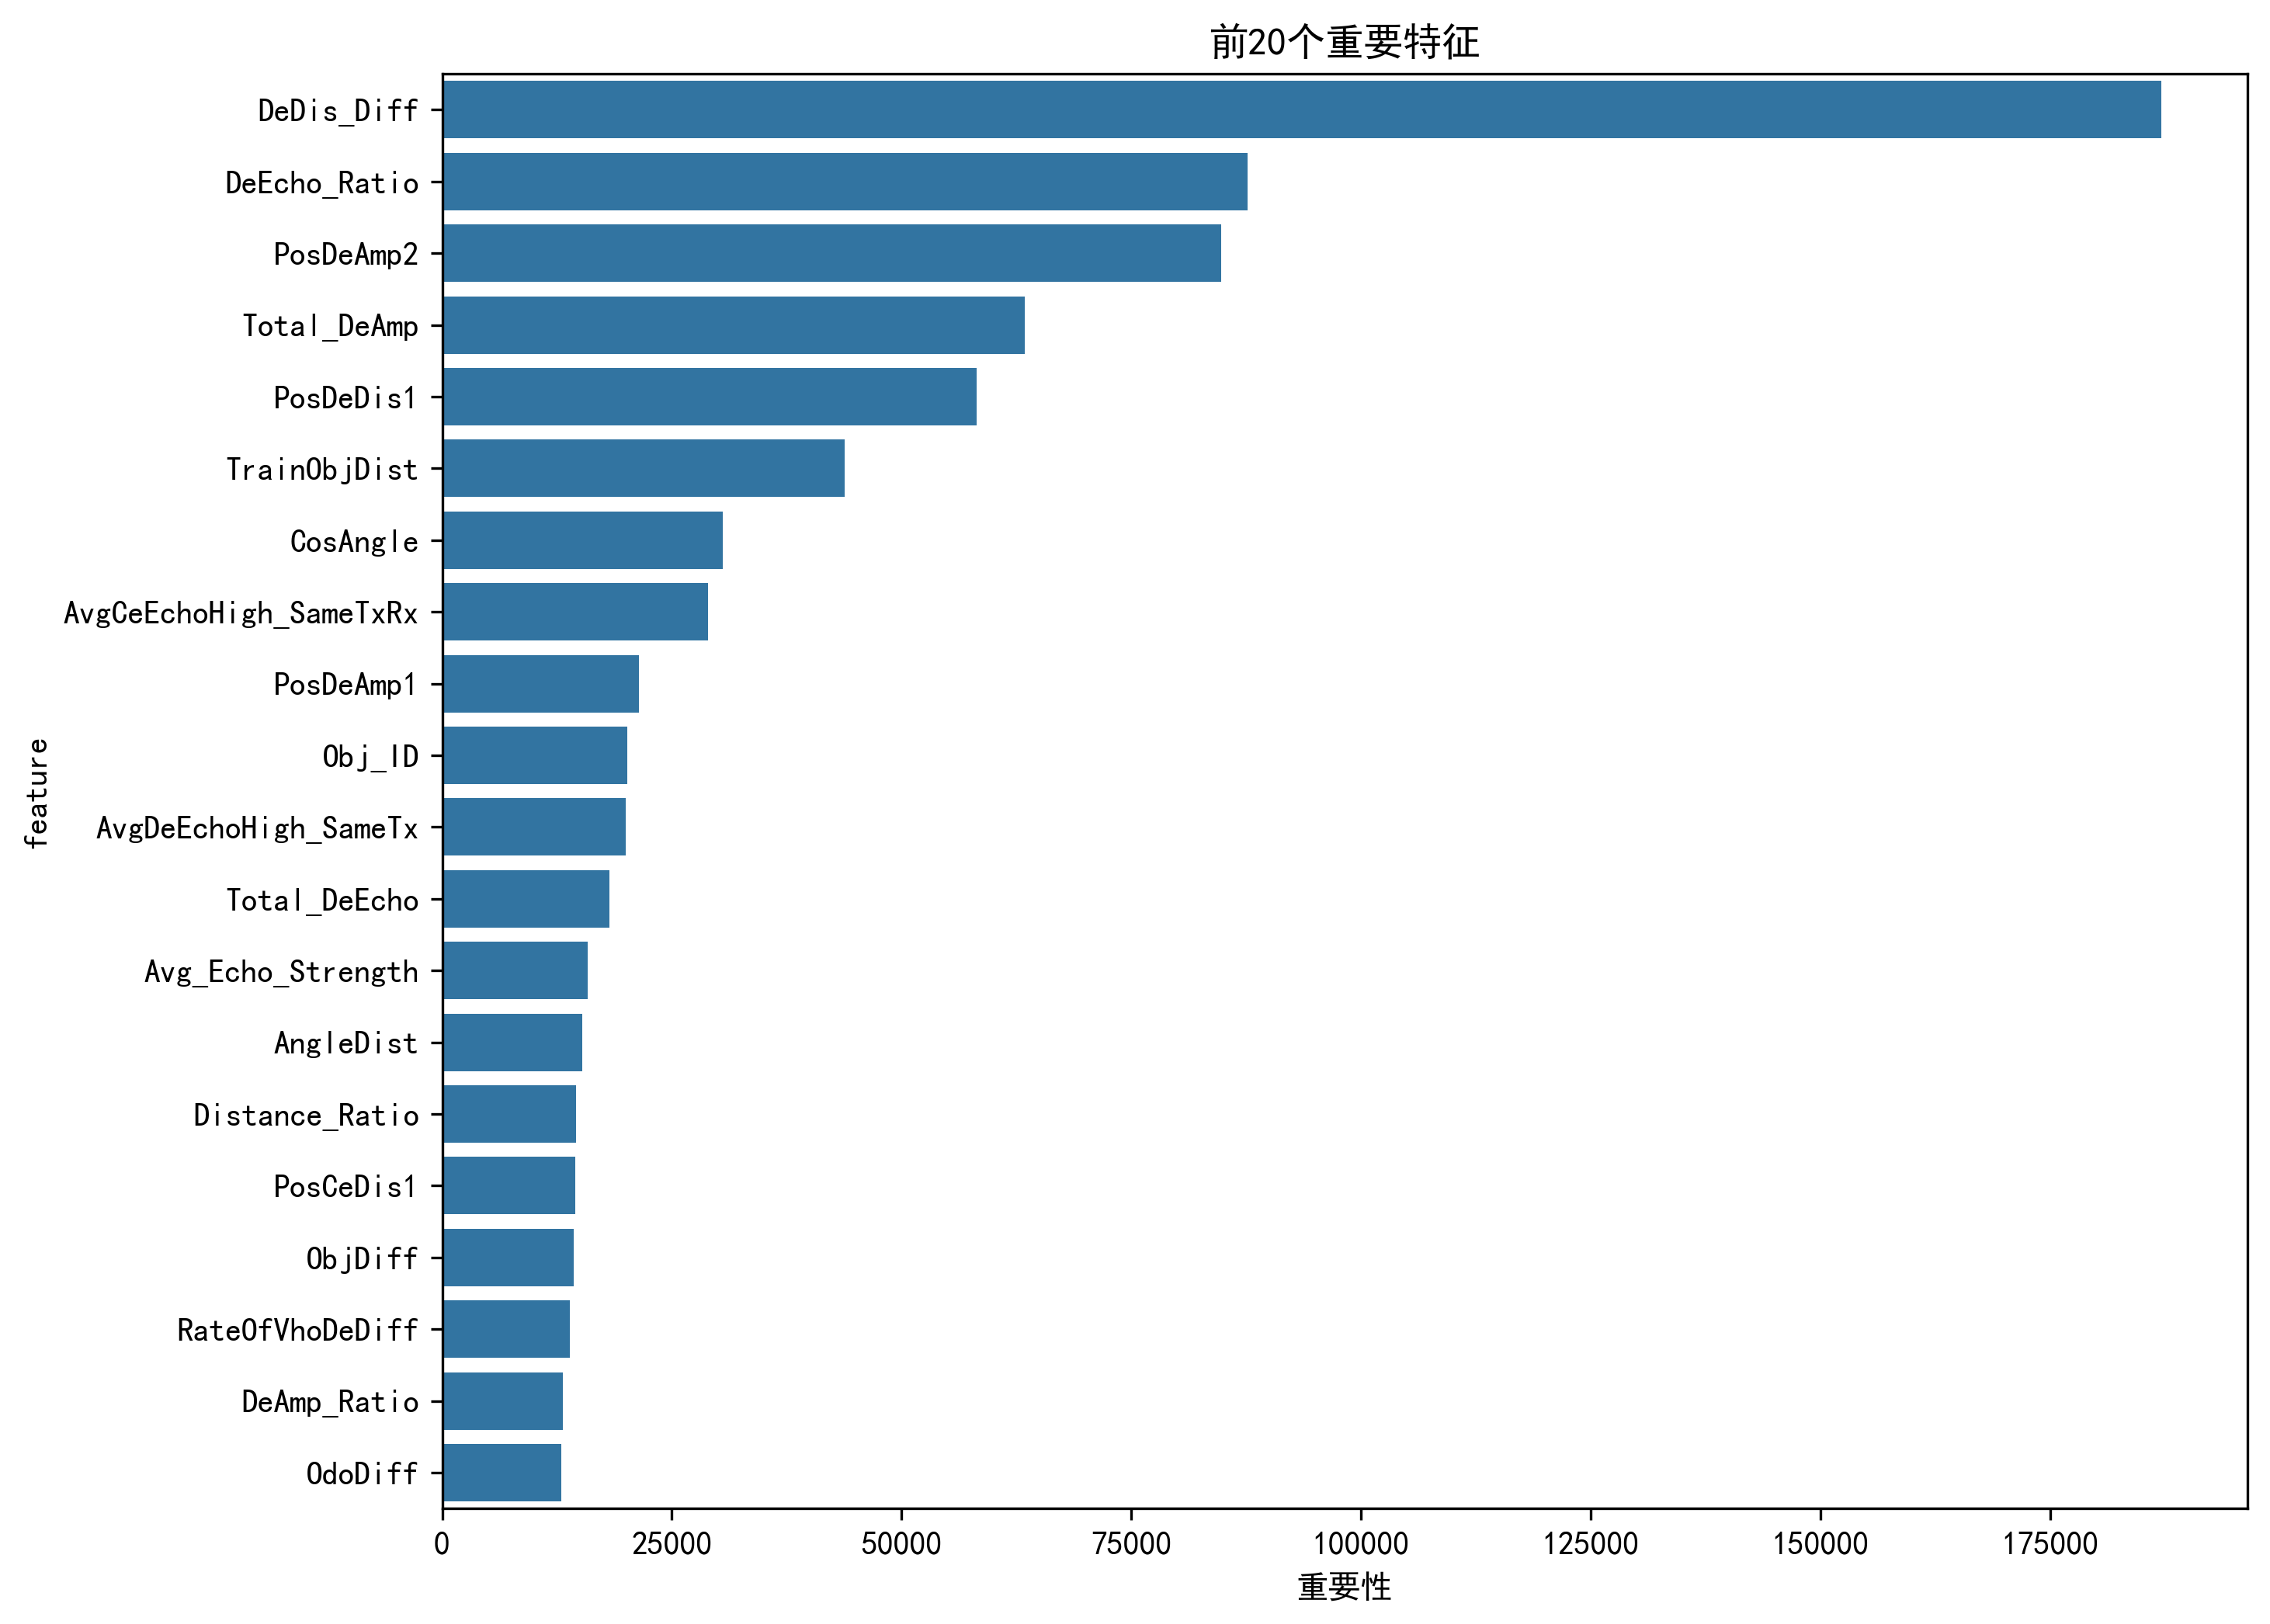 前20个重要特征
DeDis_Diff
DeEcho_Ratio
PosDeAmp2
Total_DeAmp
PosDeDis1
TrainObjDist
CosAngle
AvgCeEchoHigh_SameTxRx
PosDeAmp1
Obj_ID
AvgDeEchoHigh_SameTx
Total_DeEcho
Avg_Echo_Strength
AngleDist
Distance_Ratio
PosCeDis1
ObjDiff
RateOfVhoDeDiff
DeAmp_Ratio
OdoDiff
feature
0 25000 50000 75000 100000 125000 150000 175000
重要性